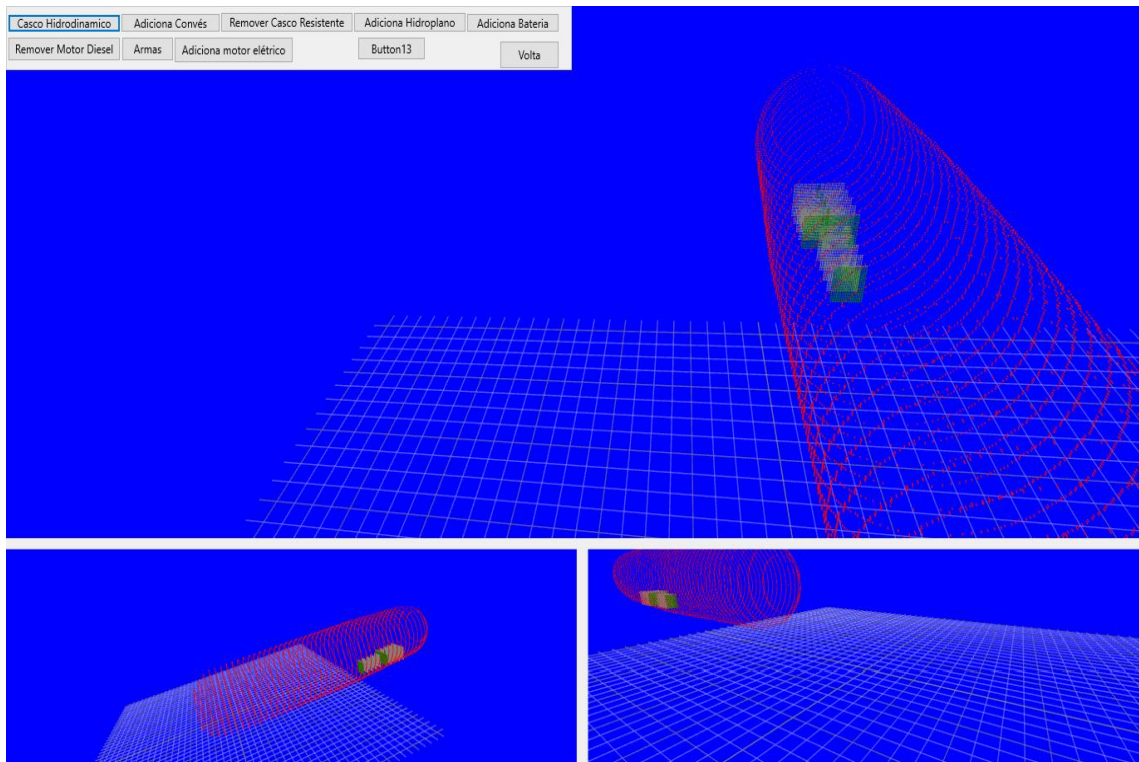 Casco Hidrodinamico Adiciona Convés Remover Casco Resistente Adiciona Hidroplano Adiciona Bateria
Remover Motor Diesel Armas Adiciona motor elétrico Button13 Volta